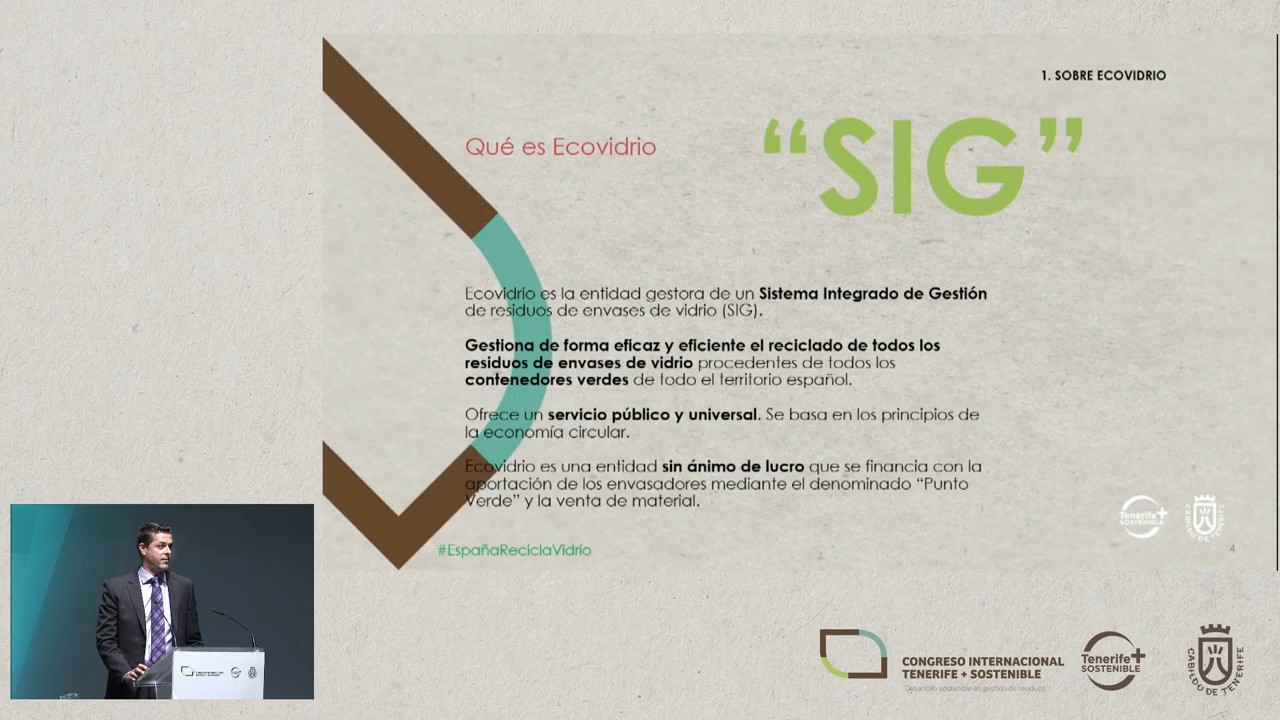 1. SOBRE ECOVIDRIO
Qué es Ecovidrio
“SIG”
Ecovidrio es la entidad gestora de un Sistema Integrado de Gestión
de residuos de envases de vidrio (SIG).
Gestiona de forma eficaz y eficiente el reciclado de todos los
residuos de envases de vidrio procedentes de todos los
contenedores verdes de todo el territorio español.
Ofrece un servicio público y universal. Se basa en los principios de
la economía circular.
Ecovidrio es una entidad sin ánimo de lucro que se financia con la
aportación de los envasadores mediante el denominado “Punto
Verde” y la venta de material.
#EspañaReciclaVidrio
Tenerife+
SOSTENIBLE
CABILDO DE TENERIFE
4
CONGRESO INTERNACIONAL
TENERIFE + SOSTENIBLE
Desarrollo sostenible en gestión de residuos
Tenerife+
SOSTENIBLE
CABILDO DE TENERIFE